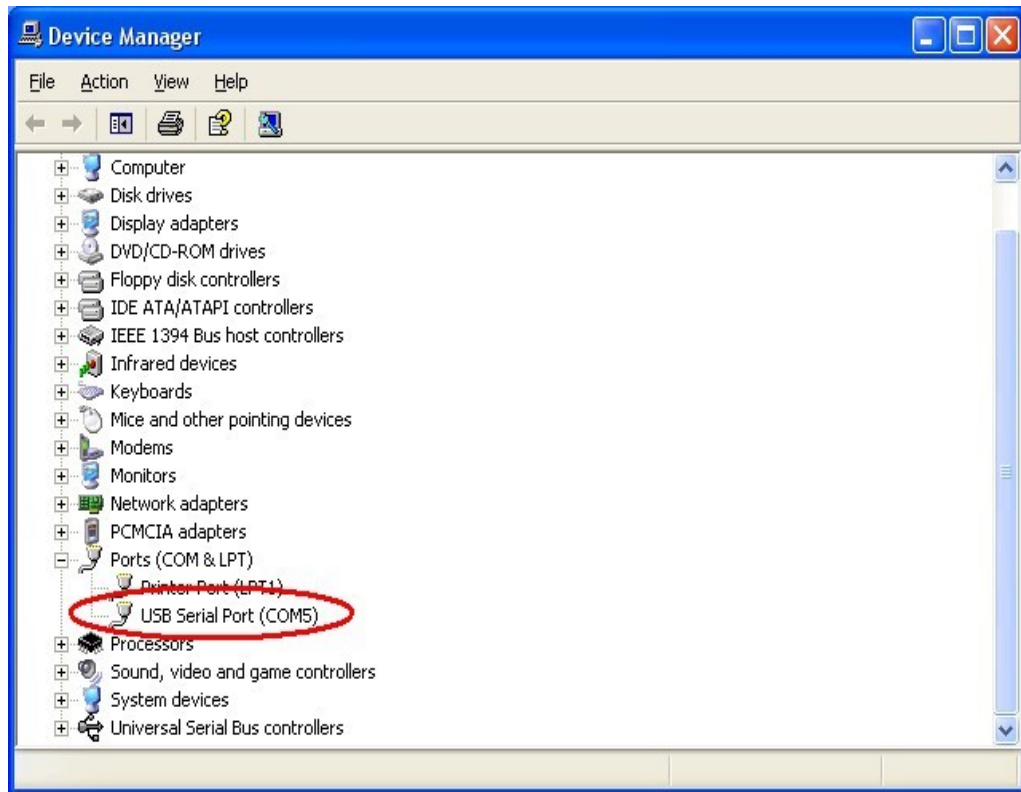 Device Manager
File Action View Help
Computer
Disk drives
Display adapters
DVD/CD-ROM drives
Floppy disk controllers
IDE ATA/ATAPI controllers
IEEE 1394 Bus host controllers
Infrared devices
Keyboards
Mice and other pointing devices
Modems
Monitors
Network adapters
PCMCIA adapters
Ports (COM & LPT)
Printer Port (LPT1)
USB Serial Port (COM5)
Processors
Sound, video and game controllers
System devices
Universal Serial Bus controllers